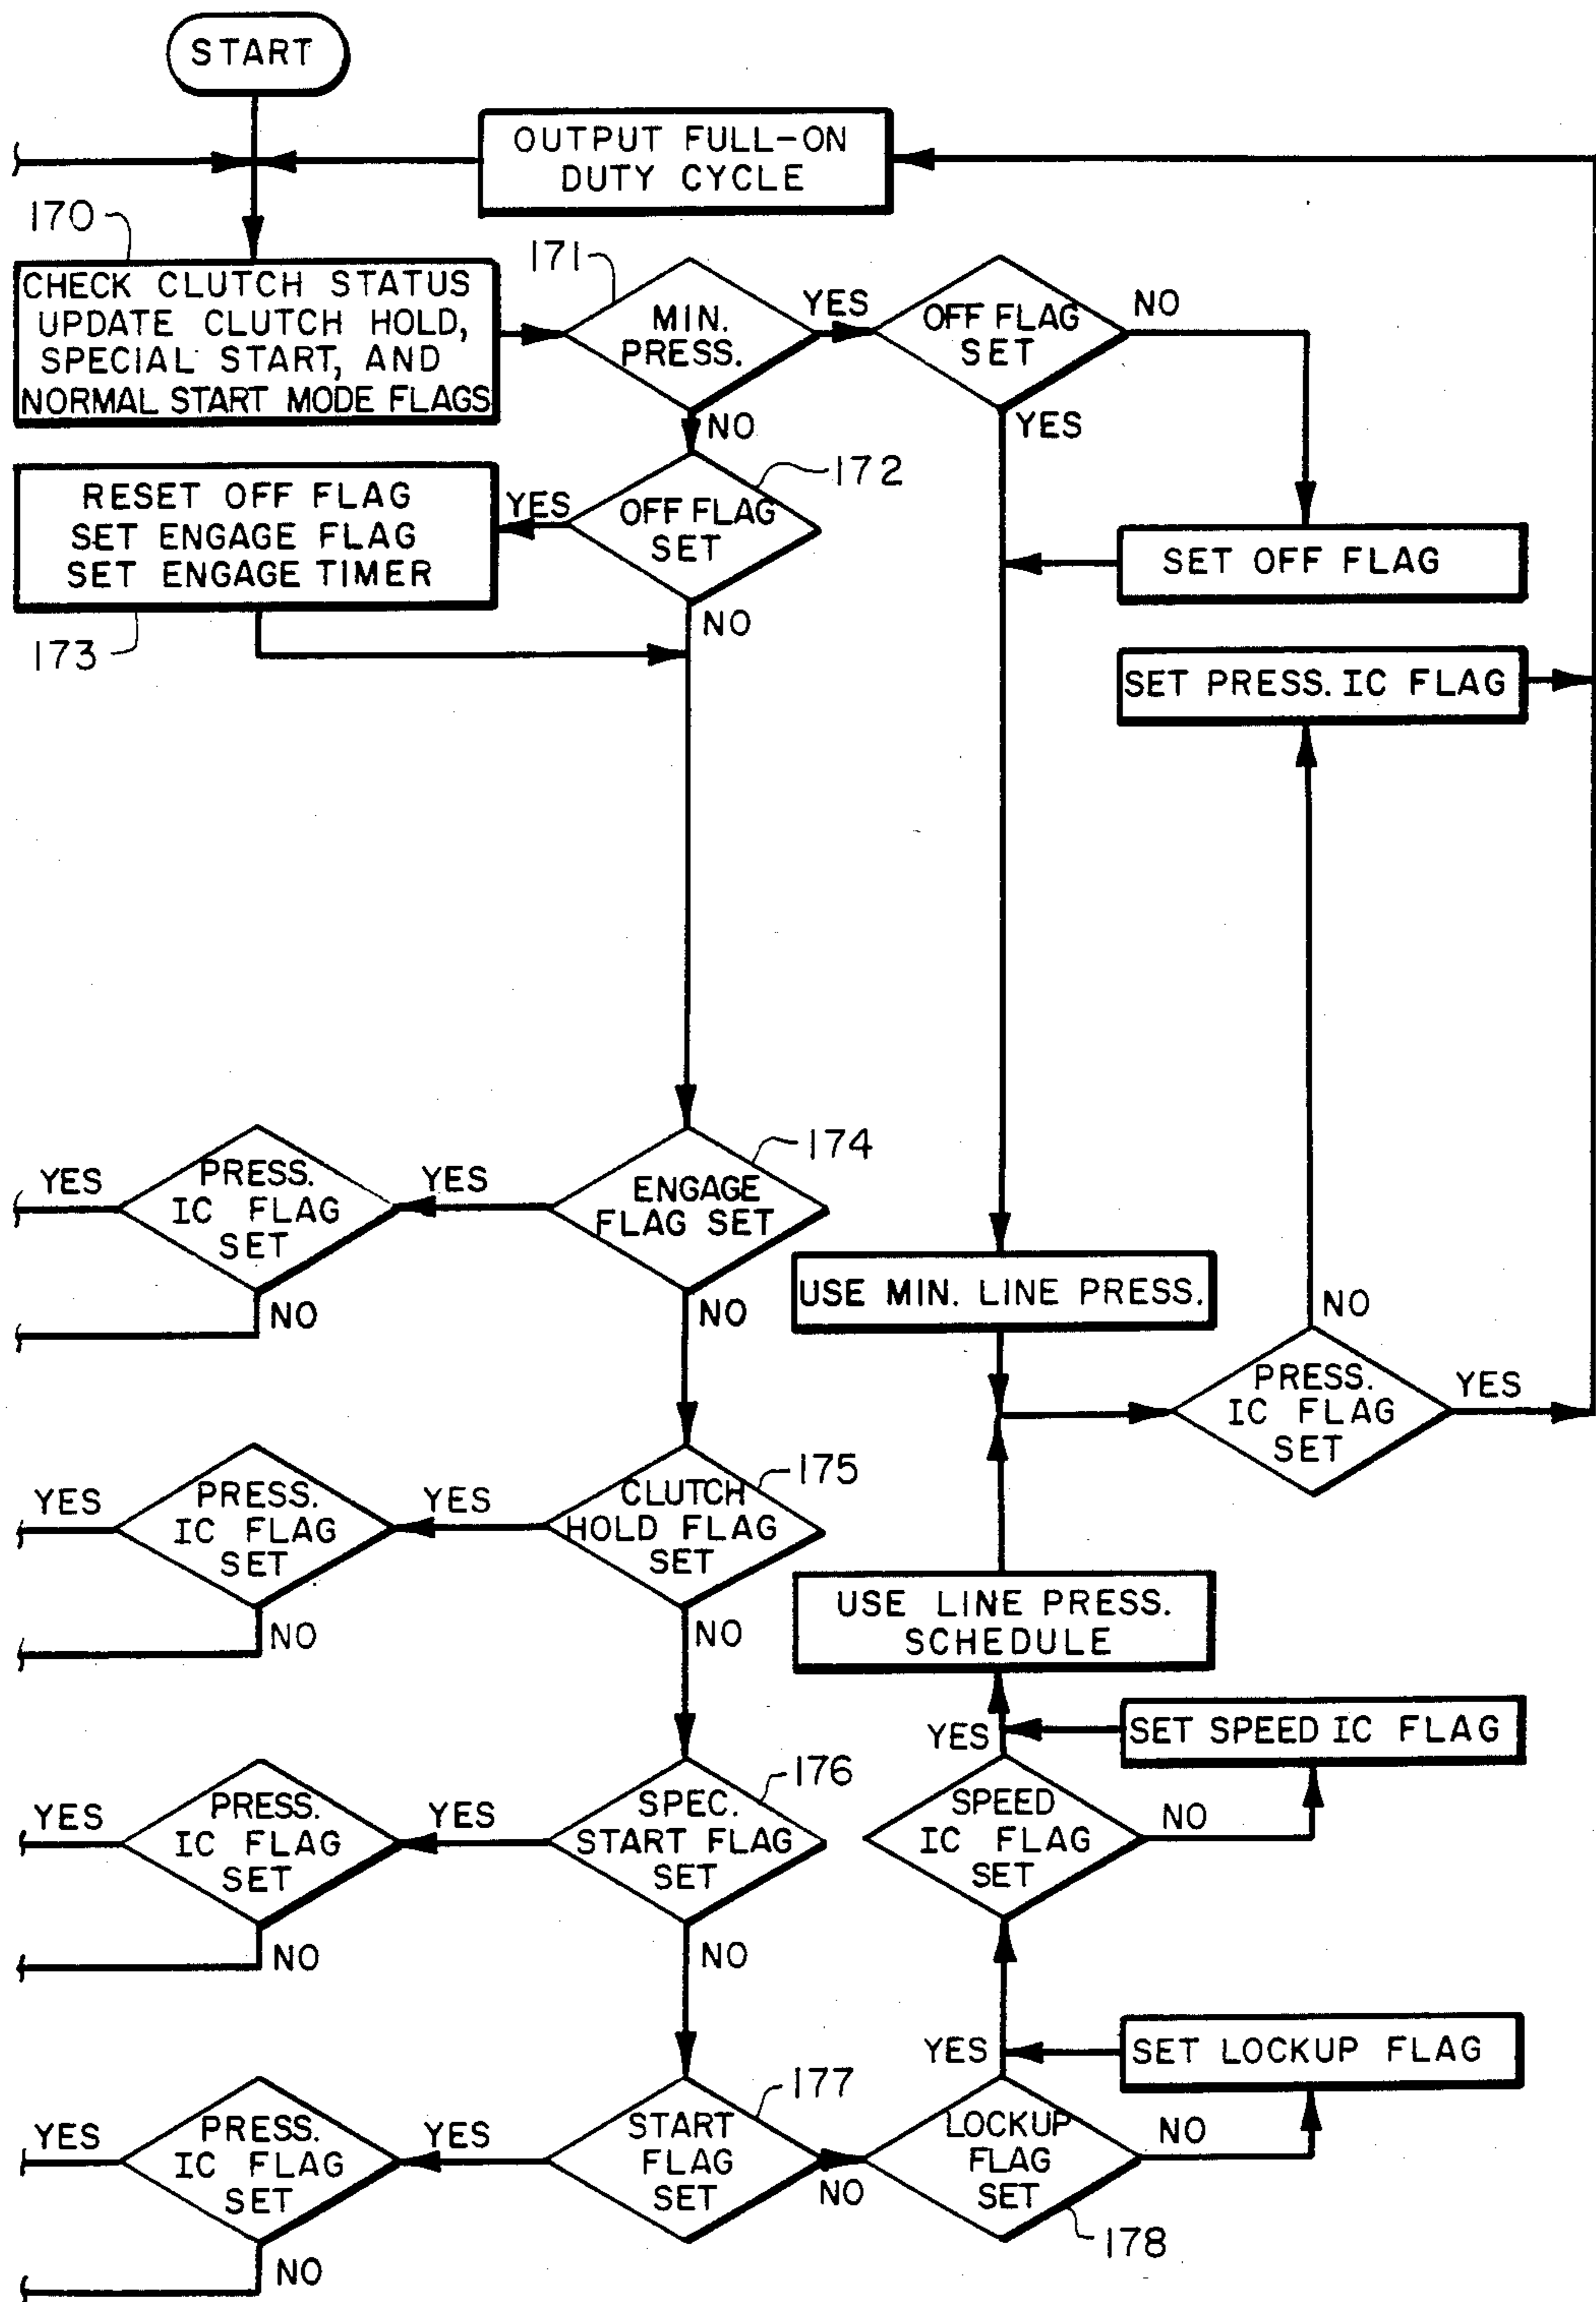 START
OUTPUT FULL-ON
DUTY CYCLE
170
CHECK CLUTCH STATUS
UPDATE CLUTCH HOLD,
SPECIAL START, AND
NORMAL START MODE FLAGS
171
MIN.
PRESS.
YES
NO
OFF FLAG
SET
NO
YES
172
OFF FLAG
SET
YES
NO
RESET OFF FLAG
SET ENGAGE FLAG
SET ENGAGE TIMER
173
SET OFF FLAG
SET PRESS. IC FLAG
174
ENGAGE
FLAG SET
YES
NO
PRESS.
IC FLAG
SET
YES
NO
USE MIN. LINE PRESS.
PRESS.
IC FLAG
SET
NO
YES
175
CLUTCH
HOLD FLAG
SET
YES
NO
PRESS.
IC FLAG
SET
YES
NO
USE LINE PRESS.
SCHEDULE
176
SPEC.
START FLAG
SET
YES
NO
PRESS.
IC FLAG
SET
YES
NO
YES
SET SPEED IC FLAG
SPEED
IC FLAG
SET
NO
177
START
FLAG
SET
YES
NO
PRESS.
IC FLAG
SET
YES
NO
YES
SET LOCKUP FLAG
LOCKUP
FLAG
SET
NO
178